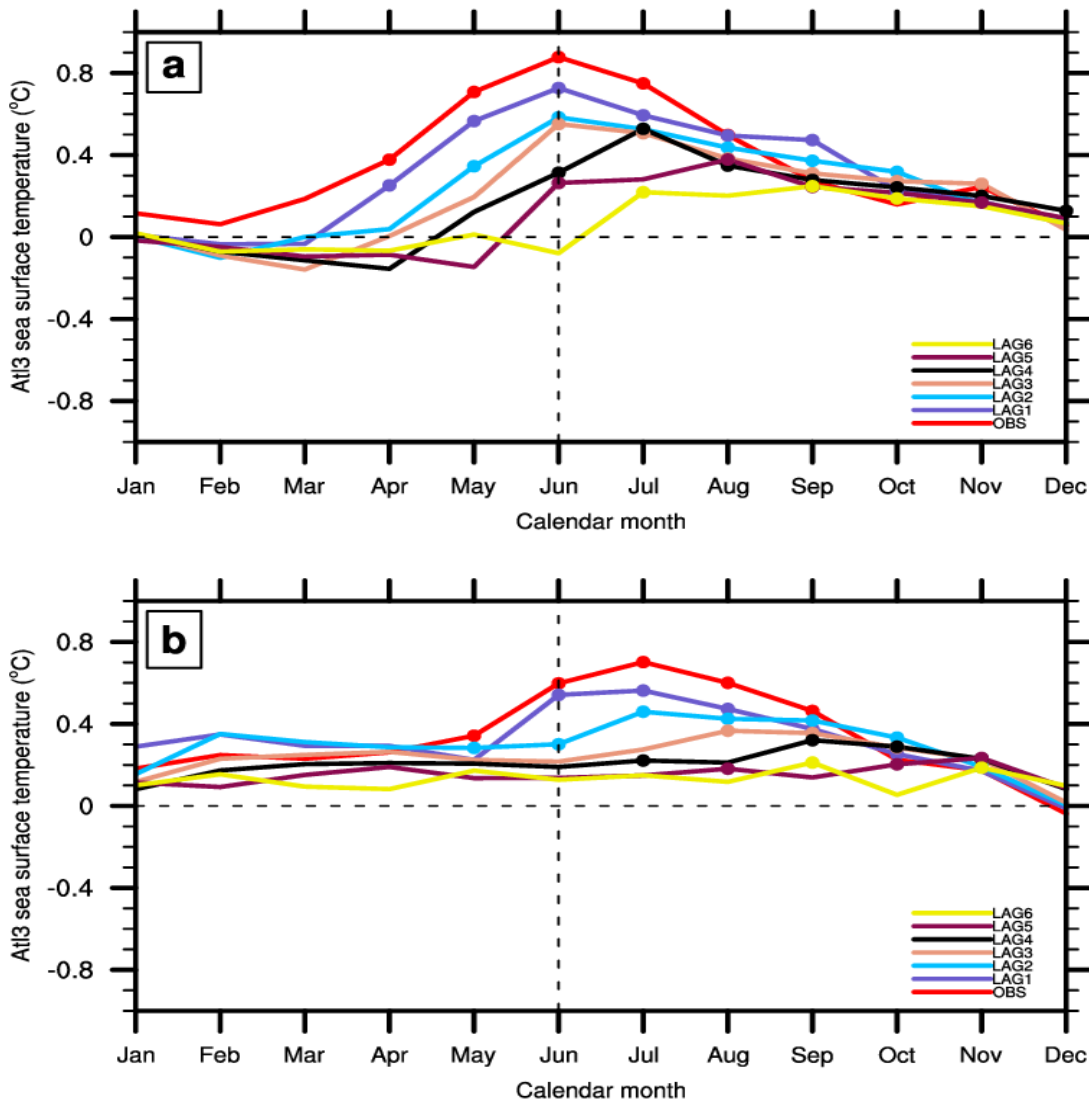 a
Atl3 sea surface temperature (°C)
0.8
0.4
0
-0.4
-0.8
LAG6
LAG5
LAG4
LAG3
LAG2
LAG1
OBS
Jan Feb Mar Apr May Jun Jul Aug Sep Oct Nov Dec
Calendar month
b
Atl3 sea surface temperature (°C)
0.8
0.4
0
-0.4
-0.8
LAG6
LAG5
LAG4
LAG3
LAG2
LAG1
OBS
Jan Feb Mar Apr May Jun Jul Aug Sep Oct Nov Dec
Calendar month